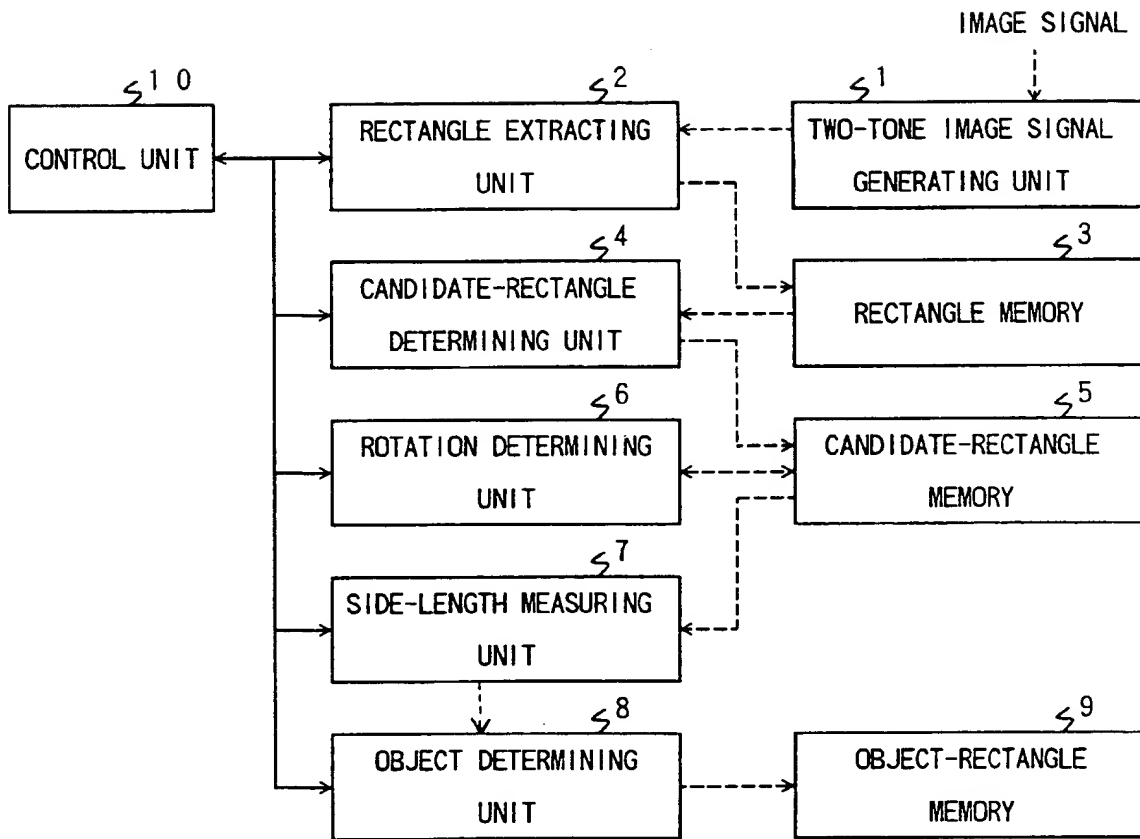 IMAGE SIGNAL
10
CONTROL UNIT
2
RECTANGLE EXTRACTING
UNIT
1
TWO-TONE IMAGE SIGNAL
GENERATING UNIT
4
CANDIDATE-RECTANGLE
DETERMINING UNIT
3
RECTANGLE MEMORY
6
ROTATION DETERMINING
UNIT
5
CANDIDATE-RECTANGLE
MEMORY
7
SIDE-LENGTH MEASURING
UNIT
8
OBJECT DETERMINING
UNIT
9
OBJECT-RECTANGLE
MEMORY